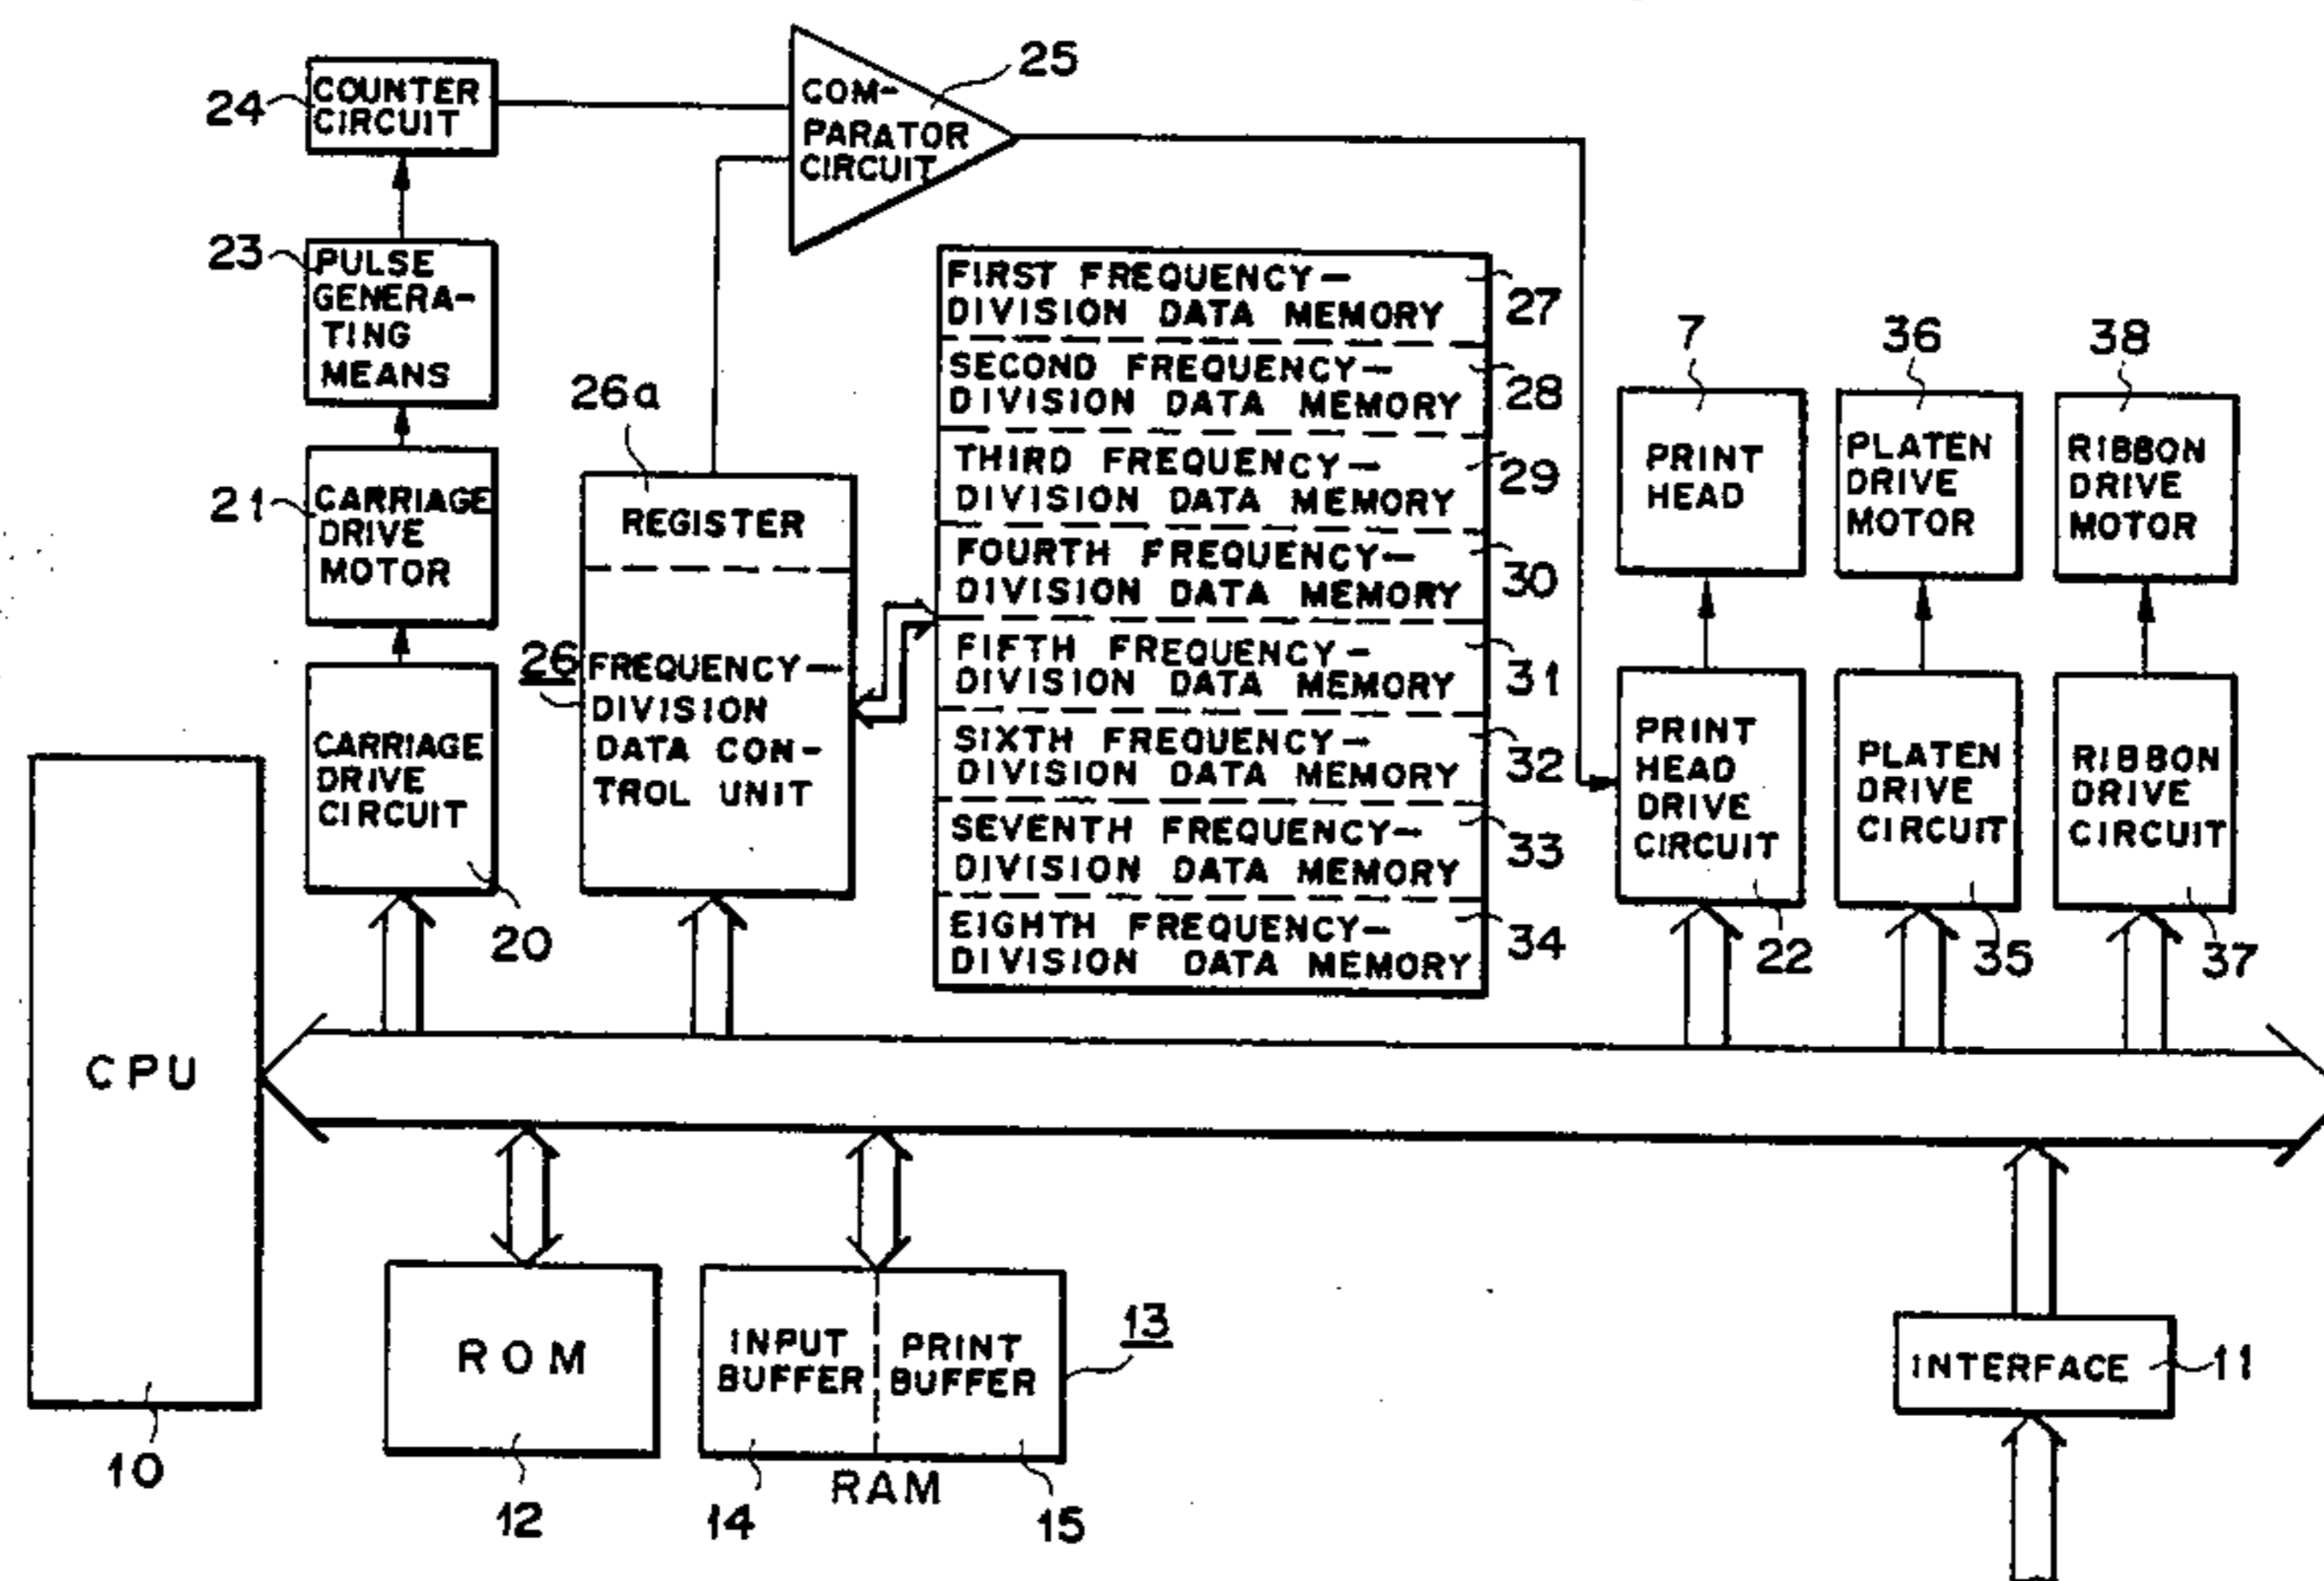 24
COUNTER
CIRCUIT
COM-
PARATOR
CIRCUIT
25
23
PULSE
GENERA-
TING
MEANS
21
CARRIAGE
DRIVE
MOTOR
CARRIAGE
DRIVE
CIRCUIT
20
26a
REGISTER
26
FREQUENCY-
DIVISION
DATA CON-
TROL UNIT
FIRST FREQUENCY-
DIVISION DATA MEMORY
27
SECOND FREQUENCY-
DIVISION DATA MEMORY
28
THIRD FREQUENCY-
DIVISION DATA MEMORY
29
FOURTH FREQUENCY-
DIVISION DATA MEMORY
30
FIFTH FREQUENCY-
DIVISION DATA MEMORY
31
SIXTH FREQUENCY-
DIVISION DATA MEMORY
32
SEVENTH FREQUENCY-
DIVISION DATA MEMORY
33
EIGHTH FREQUENCY-
DIVISION DATA MEMORY
34
7
PRINT
HEAD
36
PLATEN
DRIVE
MOTOR
38
RIBBON
DRIVE
MOTOR
PRINT
HEAD
DRIVE
CIRCUIT
22
PLATEN
DRIVE
CIRCUIT
35
RIBBON
DRIVE
CIRCUIT
37
CPU
10
ROM
12
INPUT
BUFFER
14
PRINT
BUFFER
15
RAM
13
INTERFACE
11